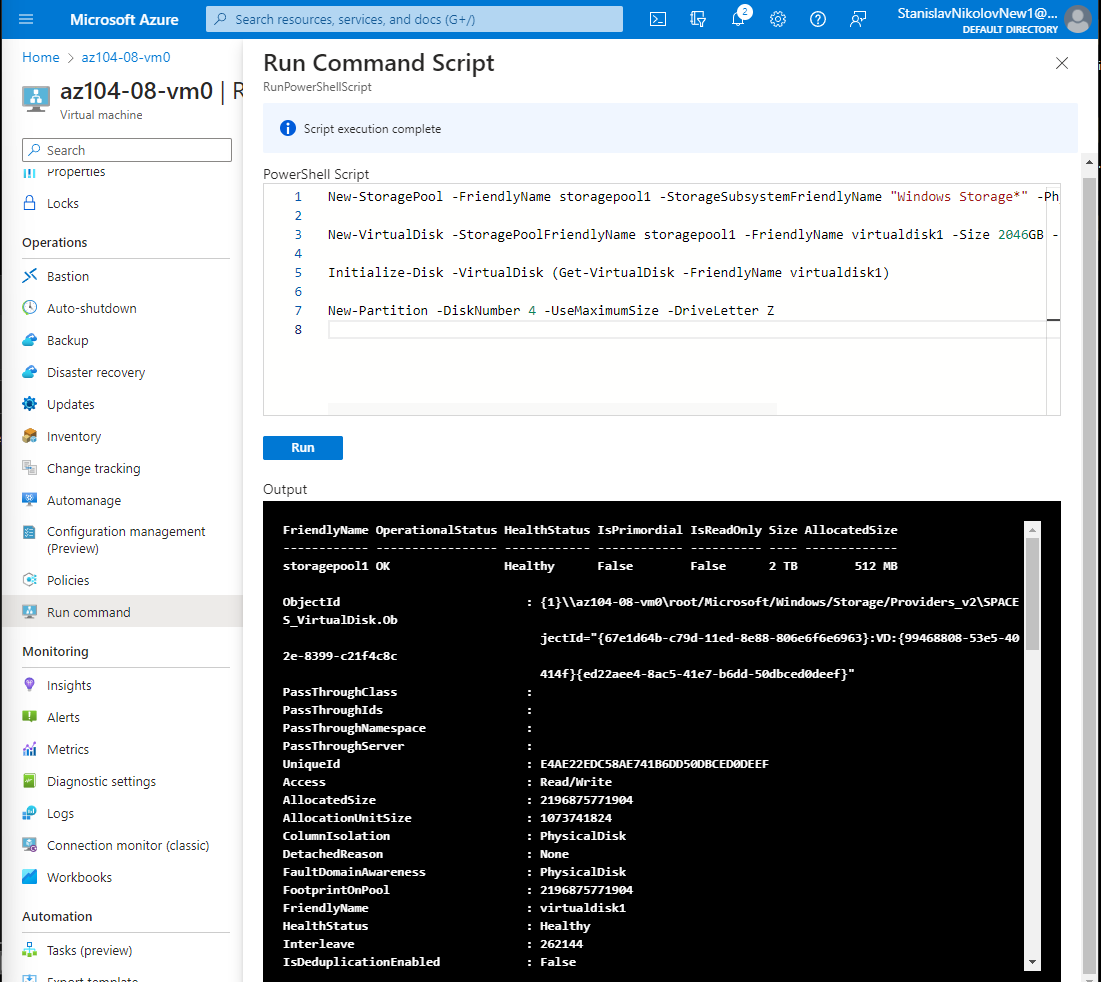 Microsoft Azure
Search resources, services, and docs (G+/)
2
StanislavNikolovNew1@...
DEFAULT DIRECTORY
Home > az104-08-vm0
az104-08-vm0 | R
Virtual machine
Search
Properties
Locks
Operations
Bastion
Auto-shutdown
Backup
Disaster recovery
Updates
Inventory
Change tracking
Automanage
Configuration management
(Preview)
Policies
Run command
Monitoring
Insights
Alerts
Metrics
Diagnostic settings
Logs
Connection monitor (classic)
Workbooks
Automation
Tasks (preview)
Export template
Run Command Script
RunPowerShellScript
Script execution complete
PowerShell Script
1 New-StoragePool -FriendlyName storagepool1 -StorageSubsystemFriendlyName "Windows Storage*" -Ph
2
3 New-VirtualDisk -StoragePoolFriendlyName storagepool1 -FriendlyName virtualdisk1 -Size 2046GB -
4
5 Initialize-Disk -VirtualDisk (Get-VirtualDisk -FriendlyName virtualdisk1)
6
7 New-Partition -DiskNumber 4 -UseMaximumSize -DriveLetter Z
8
Run
Output
FriendlyName OperationalStatus HealthStatus IsPrimordial IsReadOnly Size AllocatedSize
------------ ----------------- ------------ ------------ ---------- ---- -------------
storagepool1 OK Healthy False False 2 TB 512 MB
ObjectId : {1}\\az104-08-vm0\root/Microsoft/Windows/Storage/Providers_v2\SPACE
S_VirtualDisk.Ob
jectId="{67e1d64b-c79d-11ed-8e88-806e6f6e6963}:VD:{99468808-53e5-40
2e-8399-c21f4c8c
414f}{ed22aee4-8ac5-41e7-b6dd-50dbced0deef}"
PassThroughClass :
PassThroughIds :
PassThroughNamespace :
PassThroughServer :
UniqueId : E4AE22EDC58AE741B6DD50DBCED0DEEF
Access : Read/Write
AllocatedSize : 2196875771904
AllocationUnitSize : 1073741824
ColumnIsolation : PhysicalDisk
DetachedReason : None
FaultDomainAwareness : PhysicalDisk
FootprintOnPool : 2196875771904
FriendlyName : virtualdisk1
HealthStatus : Healthy
Interleave : 262144
IsDeduplicationEnabled : False